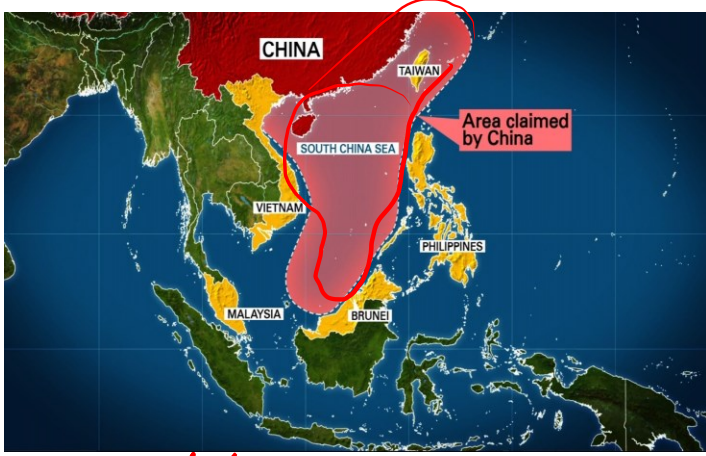 CHINA
TAIWAN
Area claimed
by China
SOUTH CHINA SEA
VIETNAM
PHILIPPINES
MALAYSIA
BRUNEI